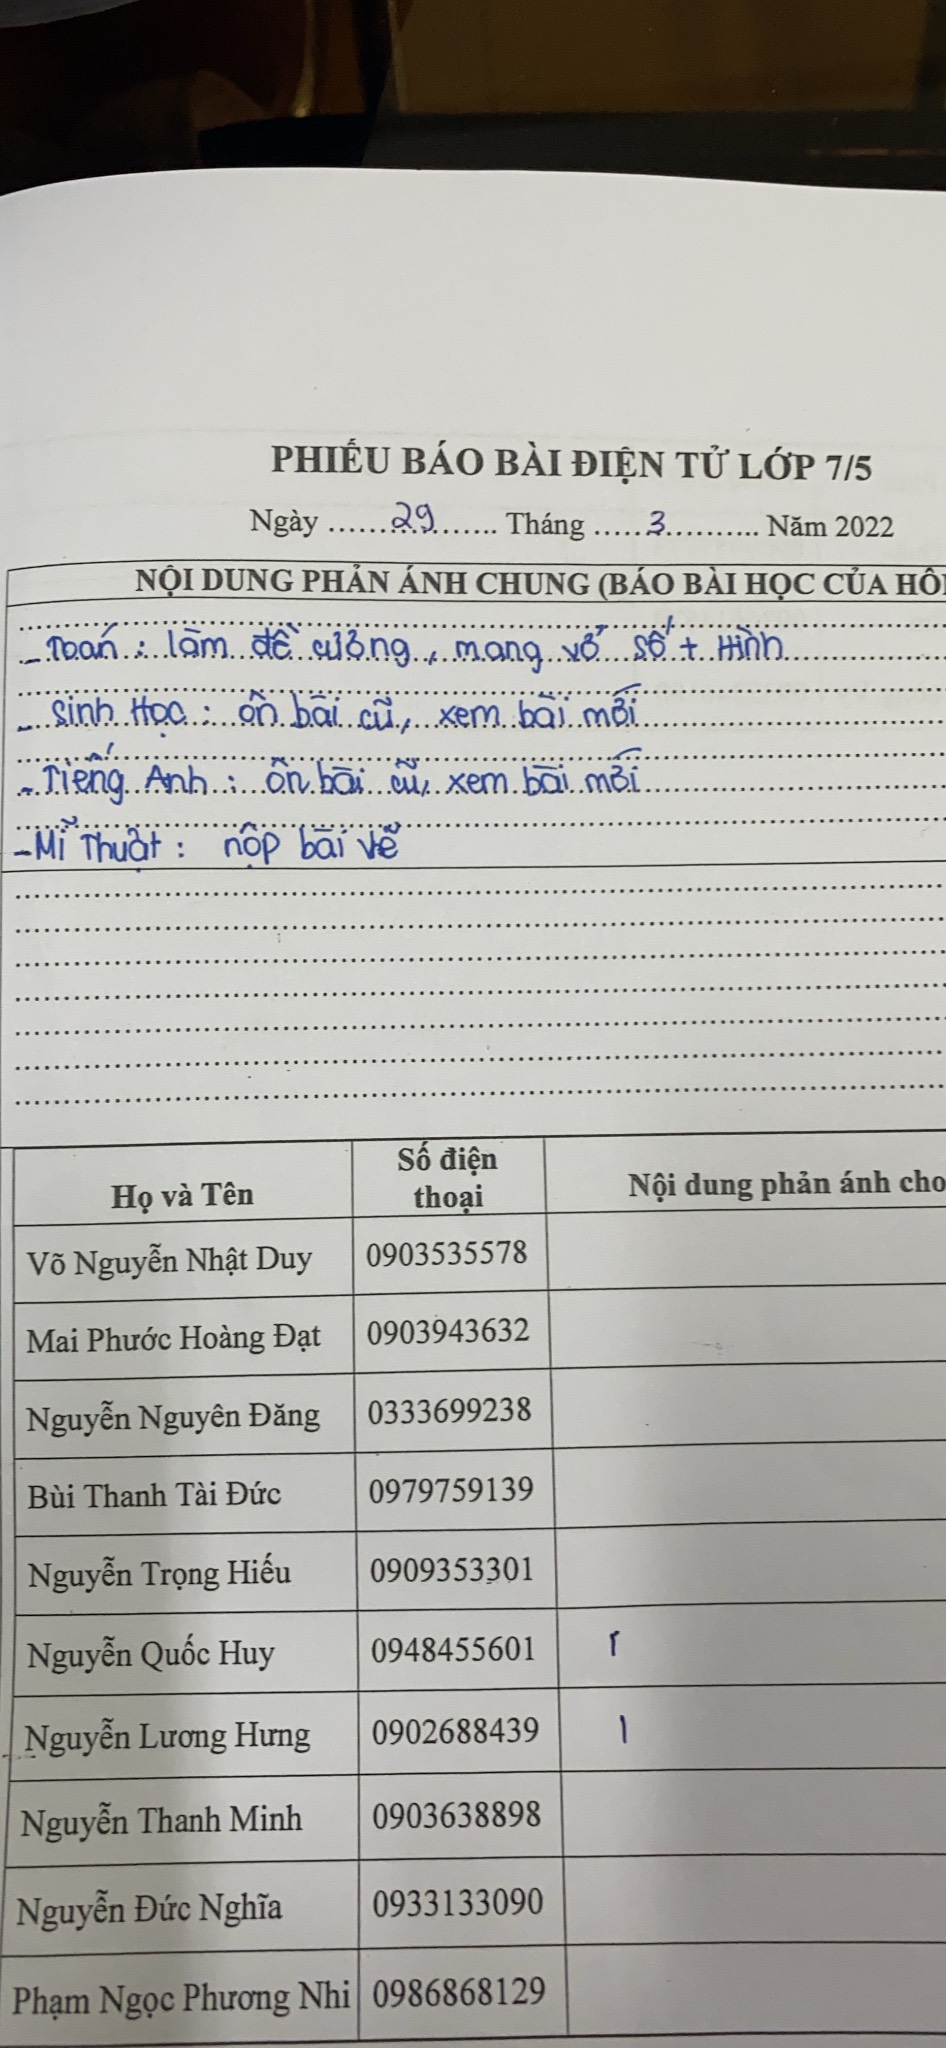 PHIẾU BÁO BÀI ĐIỆN TỬ LỚP 7/5
Ngày ......29....... Tháng .....3.......... Năm 2022
NỘI DUNG PHẢN ÁNH CHUNG (BÁO BÀI HỌC CỦA HÔ
- Toán : làm đề cương, mang vở số + Hình
- Sinh Học : ôn bài cũ, xem bài mới
- Tiếng Anh : ôn bài cũ, xem bài mới
- Mĩ Thuật : nộp bài vẽ
Họ và Tên Số điện thoại Nội dung phản ánh cho
Võ Nguyễn Nhật Duy 0903535578
Mai Phước Hoàng Đạt 0903943632
Nguyễn Nguyên Đăng 0333699238
Bùi Thanh Tài Đức 0979759139
Nguyễn Trọng Hiếu 0909353301
Nguyễn Quốc Huy 0948455601
Nguyễn Lương Hưng 0902688439
Nguyễn Thanh Minh 0903638898
Nguyễn Đức Nghĩa 0933133090
Phạm Ngọc Phương Nhi 0986868129